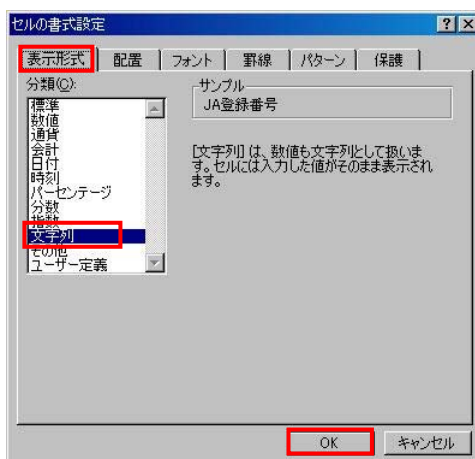 セルの書式設定
表示形式 配置 フォント 罫線 パターン 保護
分類(C):
標準
数値
通貨
会計
日付
時刻
パーセンテージ
分数
指数
文字列
その他
ユーザー定義
サンプル
JA登録番号
[文字列] は、数値も文字列として扱いま
す。セルには入力した値がそのまま表示され
ます。
OK キャンセル